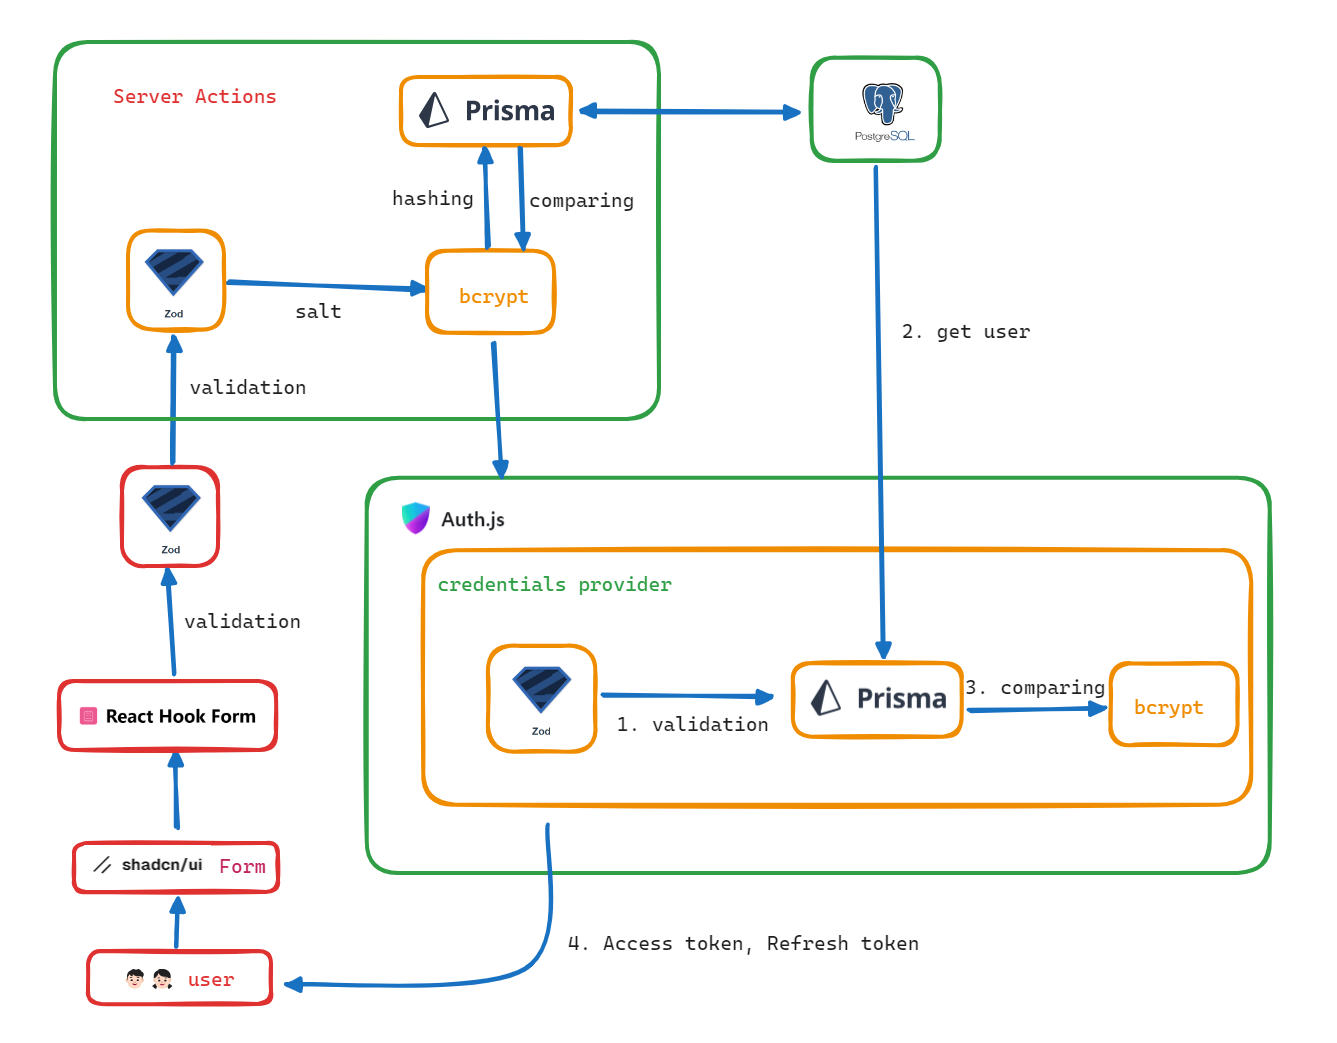 Server Actions
Prisma
PostgreSQL
hashing
comparing
Zod
salt
bcrypt
2. get user
validation
Auth.js
Zod
credentials provider
validation
Zod
1. validation
Prisma
3. comparing
bcrypt
React Hook Form
shadcn/ui Form
4. Access token, Refresh token
user